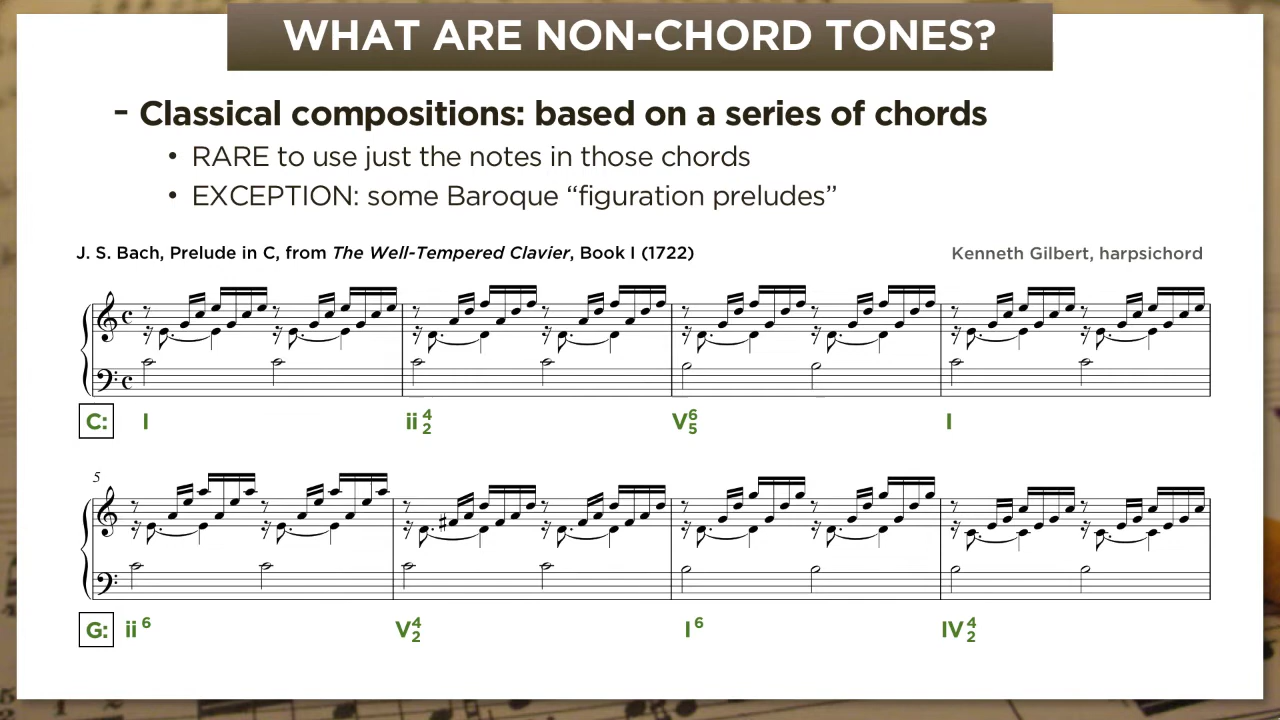 WHAT ARE NON-CHORD TONES?
- Classical compositions: based on a series of chords
• RARE to use just the notes in those chords
• EXCEPTION: some Baroque “figuration preludes”
J. S. Bach, Prelude in C, from The Well-Tempered Clavier, Book I (1722) Kenneth Gilbert, harpsichord
C: I ii 4 2 V 6 5 I
5
G: ii 6 V 4 2 I 6 IV 4 2